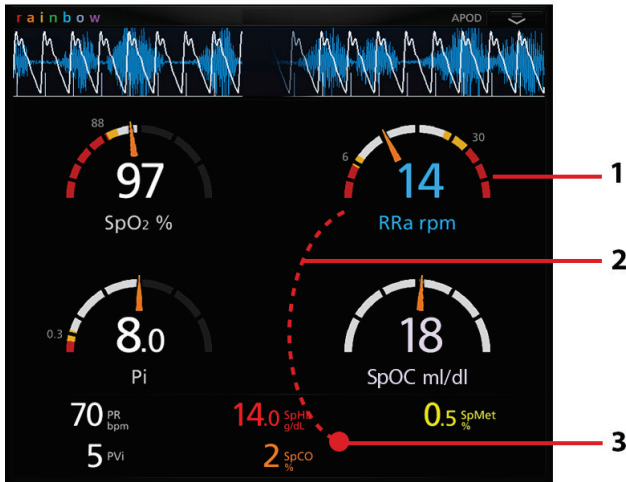 rainbow APOD
88
97
SpO₂ %
6
30
14
RRa rpm
1
2
0.3
8.0
Pi
18
SpOC ml/dl
70 PR bpm
14.0 g/dL
0.5 SpMet %
5 PVi
2 SpCO %
3